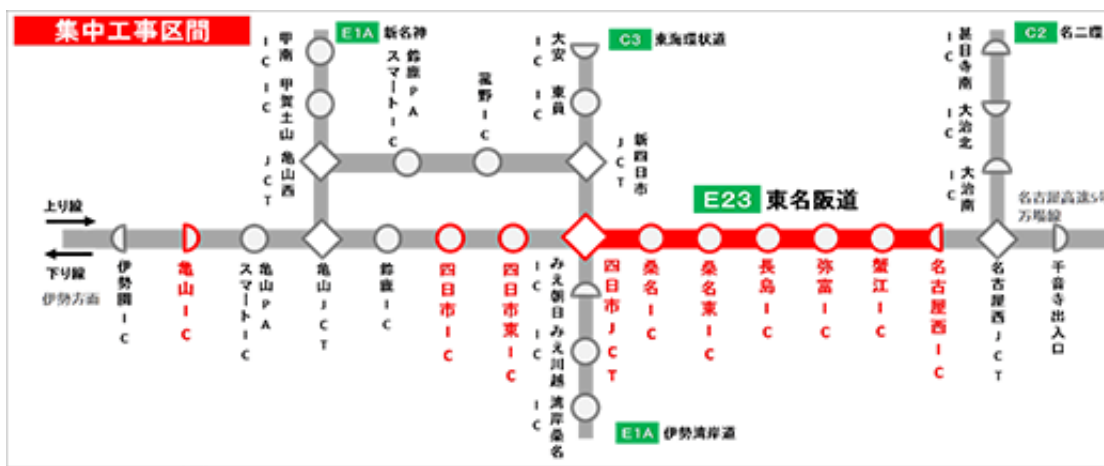 集中工事区間
E1A 新名神
C3 東海環状道
C2 名二環
甲南IC
甲賀土山IC
亀山西JCT
鈴鹿PAスマートIC
菰野IC
大安IC
東員IC
新四日市JCT
甚目寺南IC
大治北IC
大治南IC
E23 東名阪道
名古屋高速5号
万場線
上り線
下り線
伊勢方面
伊勢関IC
亀山IC
亀山PAスマートIC
亀山JCT
鈴鹿IC
四日市IC
四日市東IC
みえ朝日IC
みえ川越IC
湾岸桑名IC
四日市JCT
桑名IC
桑名東IC
長島IC
弥富IC
蟹江IC
名古屋西IC
名古屋西JCT
千音寺出入口
E1A 伊勢湾岸道